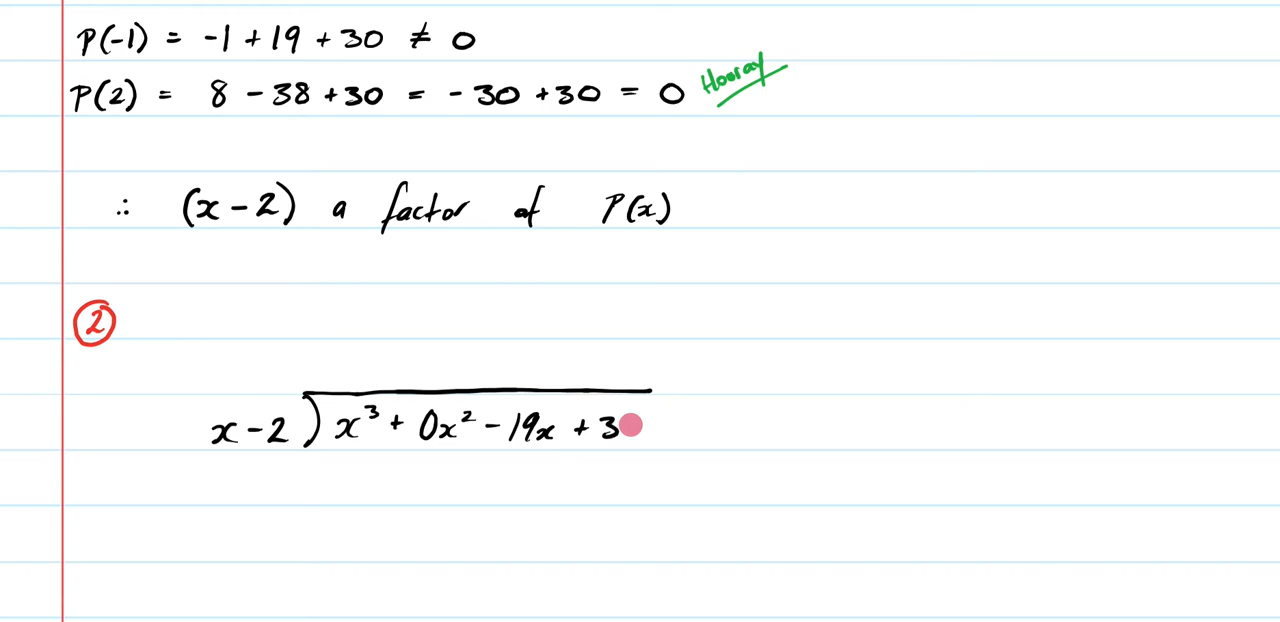 P(-1) = -1 + 19 + 30 ≠ 0
P(2) = 8 - 38 + 30 = - 30 + 30 = 0 Hooray
∴ (x - 2) a factor of P(x)
2
x - 2 ) x³ + 0x² - 19x + 3